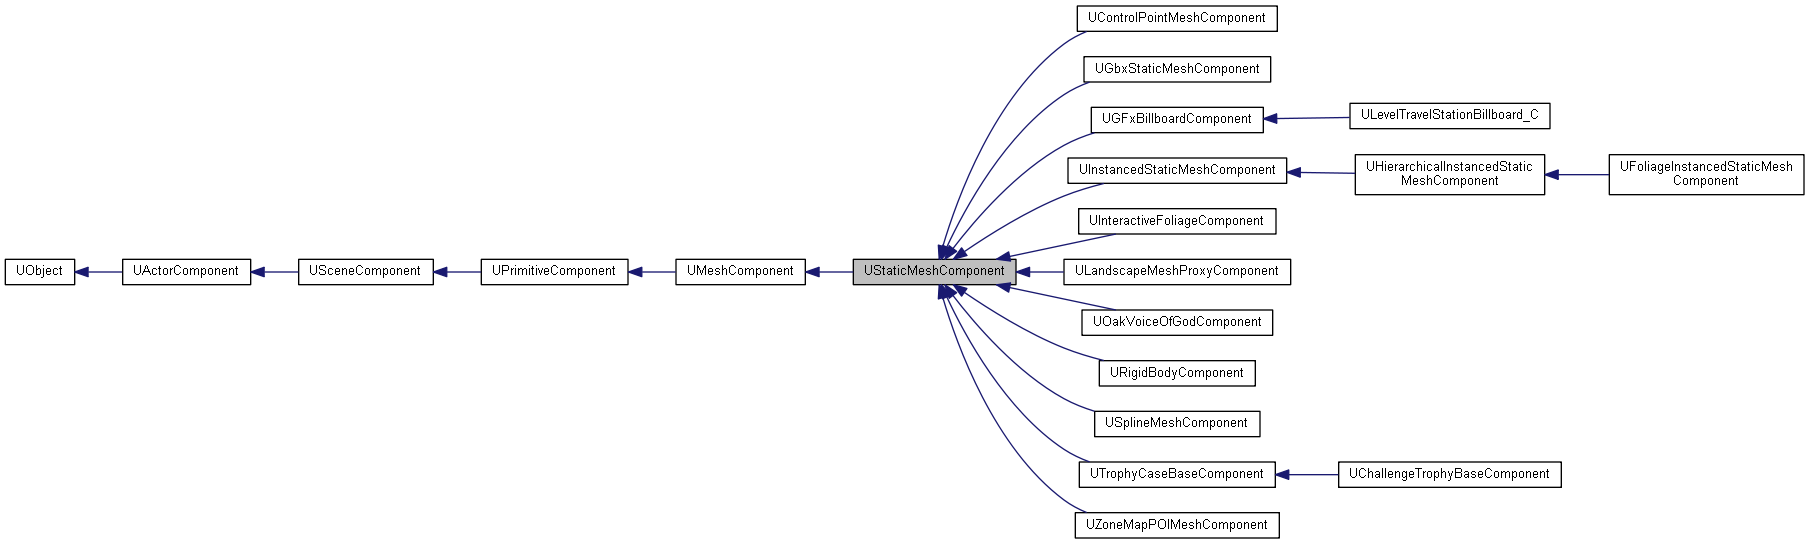 UControlPointMeshComponent
UGbxStaticMeshComponent
UGFxBillboardComponent
ULevelTravelStationBillboard_C
UInstancedStaticMeshComponent
UHierarchicalInstancedStatic
MeshComponent
UFoliageInstancedStaticMesh
Component
UInteractiveFoliageComponent
UObject
UActorComponent
USceneComponent
UPrimitiveComponent
UMeshComponent
UStaticMeshComponent
ULandscapeMeshProxyComponent
UOakVoiceOfGodComponent
URigidBodyComponent
USplineMeshComponent
UTrophyCaseBaseComponent
UChallengeTrophyBaseComponent
UZoneMapPOIMeshComponent